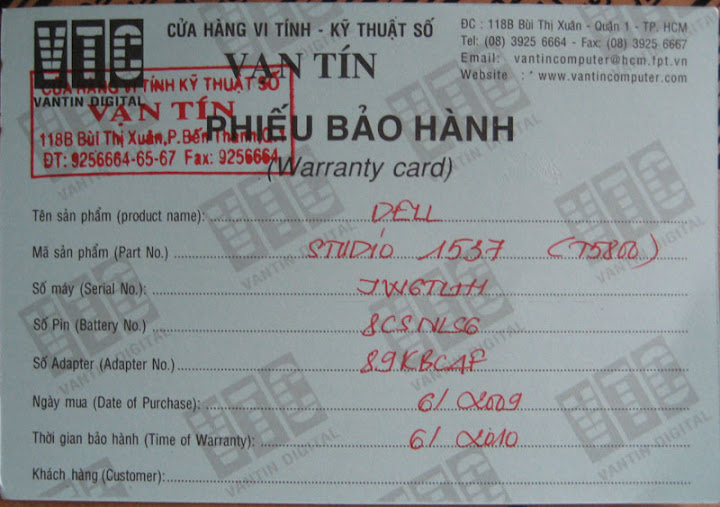 VTC
VANTIN DIGITAL
CỬA HÀNG VI TÍNH - KỸ THUẬT SỐ
VẠN TÍN
ĐC : 118B Bùi Thị Xuân - Quận 1 - TP. HCM
Tel: (08) 3925 6664 - Fax: (08) 3925 6667
Email: vantincomputer@hcm.fpt.vn
Website : www.vantincomputer.com
CỬA HÀNG VI TÍNH KỸ THUẬT SỐ
VẠN TÍN
118B Bùi Thị Xuân,P.Bến Thành,Q.1
ĐT: 9256664-65-67 Fax: 9256664
PHIẾU BẢO HÀNH
(Warranty card)
Tên sản phẩm (product name): DELL
Mã sản phẩm (Part No.) STUDIO 1537 (T5800)
Số máy (Serial No.):
Số Pin (Battery No.) 8CSNLS6
Số Adapter (Adapter No.) 89KBCAF
Ngày mua (Date of Purchase): 6/ 2009
Thời gian bảo hành (Time of Warranty): 6/ 2010
Khách hàng (Customer):